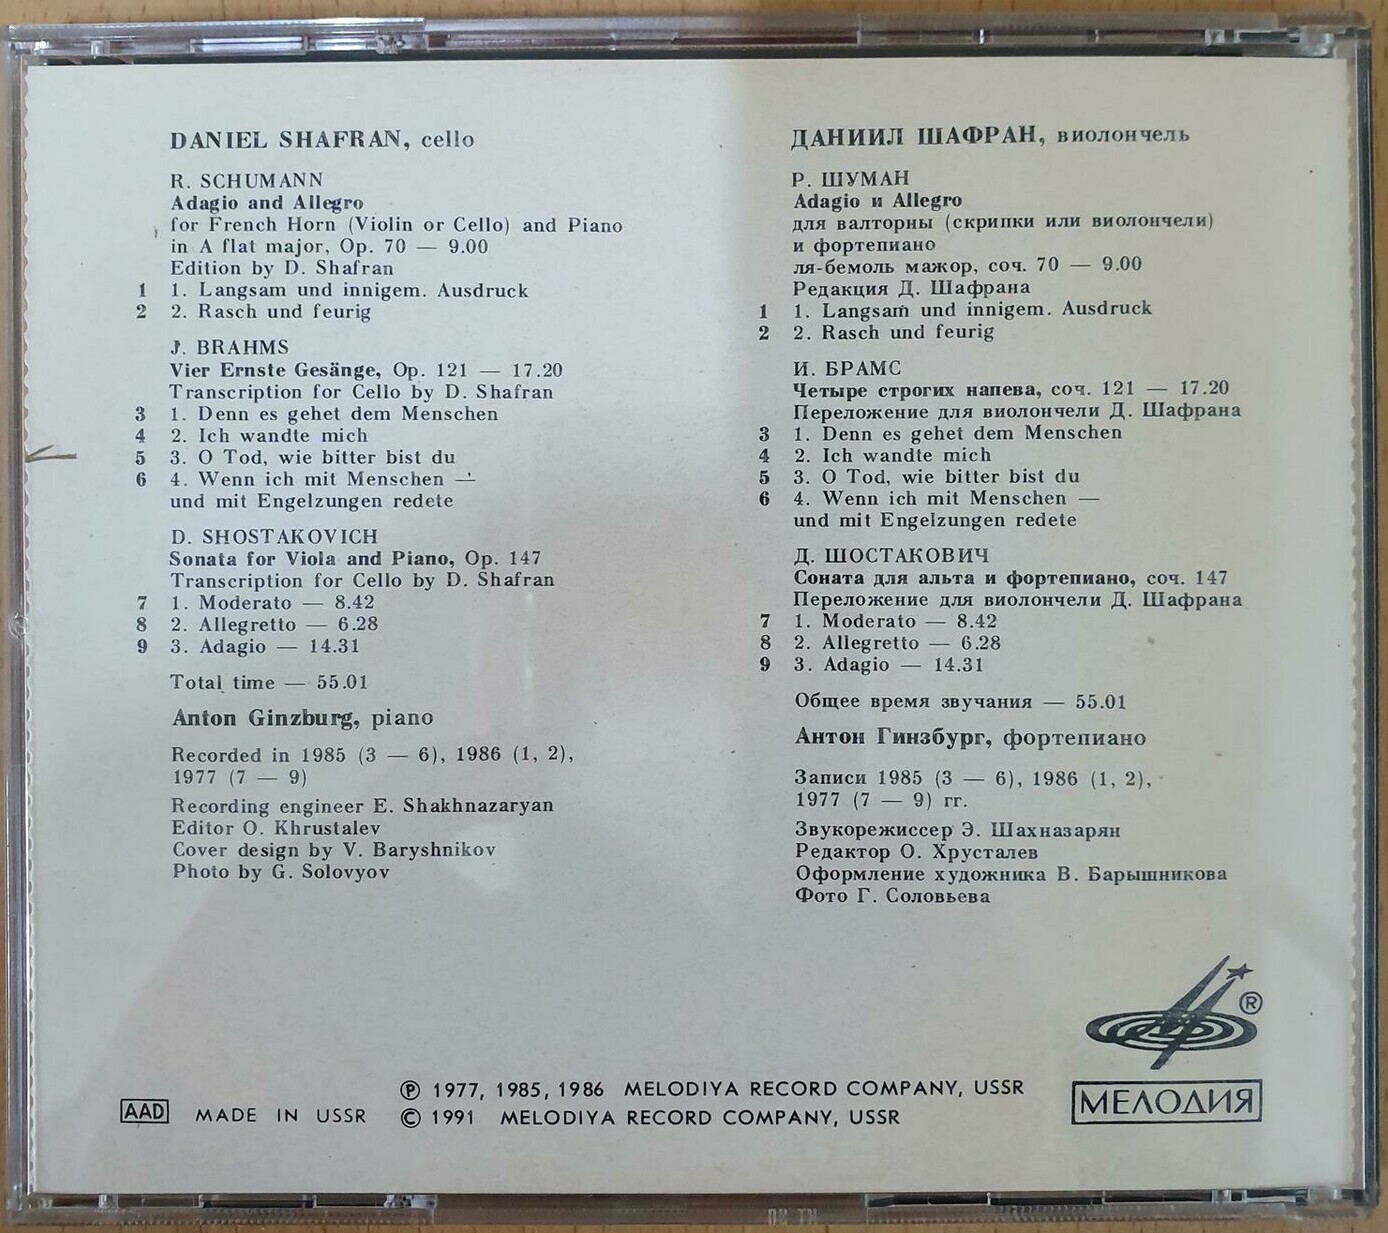 DANIEL SHAFRAN, cello
R. SCHUMANN
Adagio and Allegro
for French Horn (Violin or Cello) and Piano
in A flat major, Op. 70 — 9.00
Edition by D. Shafran
1 1. Langsam und innigem. Ausdruck
2 2. Rasch und feurig
J. BRAHMS
Vier Ernste Gesänge, Op. 121 — 17.20
Transcription for Cello by D. Shafran
3 1. Denn es gehet dem Menschen
4 2. Ich wandte mich
5 3. O Tod, wie bitter bist du
6 4. Wenn ich mit Menschen —
und mit Engelzungen redete
D. SHOSTAKOVICH
Sonata for Viola and Piano, Op. 147
Transcription for Cello by D. Shafran
7 1. Moderato — 8.42
8 2. Allegretto — 6.28
9 3. Adagio — 14.31
Total time — 55.01
Anton Ginzburg, piano
Recorded in 1985 (3 — 6), 1986 (1, 2),
1977 (7 — 9)
Recording engineer E. Shakhnazaryan
Editor O. Khrustalev
Cover design by V. Baryshnikov
Photo by G. Solovyov
ДАНИИЛ ШАФРАН, виолончель
Р. ШУМАН
Adagio и Allegro
для валторны (скрипки или виолончели)
и фортепиано
ля-бемоль мажор, соч. 70 — 9.00
Редакция Д. Шафрана
1 1. Langsam und innigem. Ausdruck
2 2. Rasch und feurig
И. БРАМС
Четыре строгих напева, соч. 121 — 17.20
Переложение для виолончели Д. Шафрана
3 1. Denn es gehet dem Menschen
4 2. Ich wandte mich
5 3. O Tod, wie bitter bist du
6 4. Wenn ich mit Menschen —
und mit Engelzungen redete
Д. ШОСТАКОВИЧ
Соната для альта и фортепиано, соч. 147
Переложение для виолончели Д. Шафрана
7 1. Moderato — 8.42
8 2. Allegretto — 6.28
9 3. Adagio — 14.31
Общее время звучания — 55.01
Антон Гинзбург, фортепиано
Записи 1985 (3 — 6), 1986 (1, 2),
1977 (7 — 9) гг.
Звукорежиссер Э. Шахназарян
Редактор О. Хрусталев
Оформление художника В. Барышникова
Фото Г. Соловьева
®
МЕЛОДИЯ
AAD MADE IN USSR
℗ 1977, 1985, 1986 MELODIYA RECORD COMPANY, USSR
© 1991 MELODIYA RECORD COMPANY, USSR